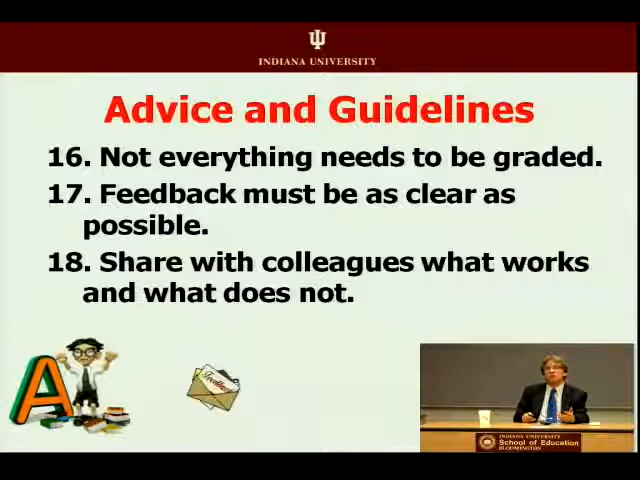 INDIANA UNIVERSITY
Advice and Guidelines
16. Not everything needs to be graded.
17. Feedback must be as clear as
possible.
18. Share with colleagues what works
and what does not.
A
Feedback
INDIANA UNIVERSITY
School of Education
BLOOMINGTON